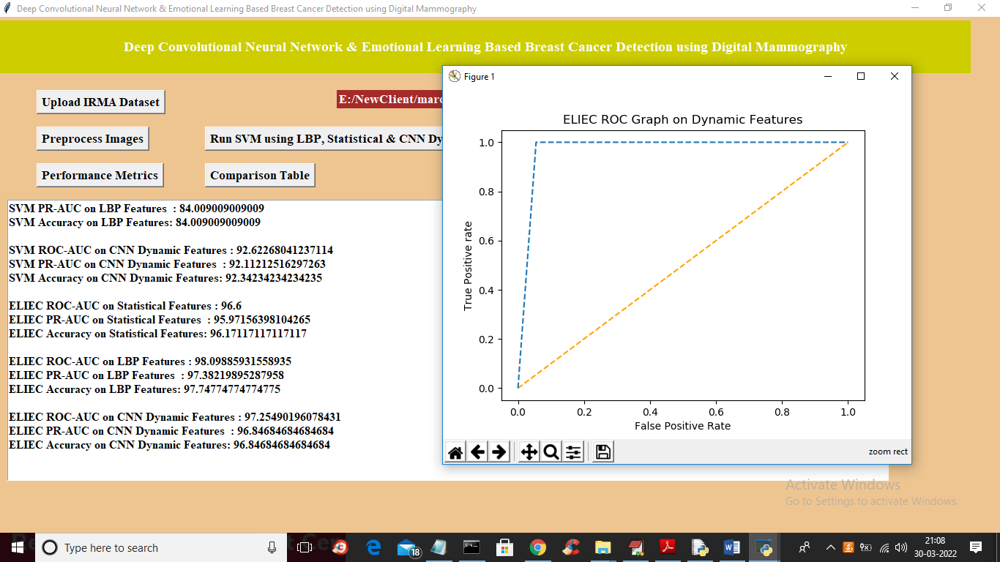 Deep Convolutional Neural Network & Emotional Learning Based Breast Cancer Detection using Digital Mammography
Deep Convolutional Neural Network & Emotional Learning Based Breast Cancer Detection using Digital Mammography
Upload IRMA Dataset
Preprocess Images
Run SVM using LBP, Statistical & CNN Dy
Performance Metrics
Comparison Table
SVM PR-AUC on LBP Features : 84.009009009009
SVM Accuracy on LBP Features: 84.009009009009
SVM ROC-AUC on CNN Dynamic Features : 92.62268041237114
SVM PR-AUC on CNN Dynamic Features : 92.11212516297263
SVM Accuracy on CNN Dynamic Features: 92.34234234234235
ELIEC ROC-AUC on Statistical Features : 96.6
ELIEC PR-AUC on Statistical Features : 95.97156398104265
ELIEC Accuracy on Statistical Features: 96.17117117117117
ELIEC ROC-AUC on LBP Features : 98.09885931558935
ELIEC PR-AUC on LBP Features : 97.38219895287958
ELIEC Accuracy on LBP Features: 97.74774774774775
ELIEC ROC-AUC on CNN Dynamic Features : 97.25490196078431
ELIEC PR-AUC on CNN Dynamic Features : 96.84684684684684
ELIEC Accuracy on CNN Dynamic Features: 96.84684684684684
Figure 1
ELIEC ROC Graph on Dynamic Features
True Positive rate
1.0
0.8
0.6
0.4
0.2
0.0
0.0 0.2 0.4 0.6 0.8 1.0
False Positive Rate
zoom rect
Activate Windows
Go to Settings to activate Windows.
Type here to search
18
21:08
30-03-2022